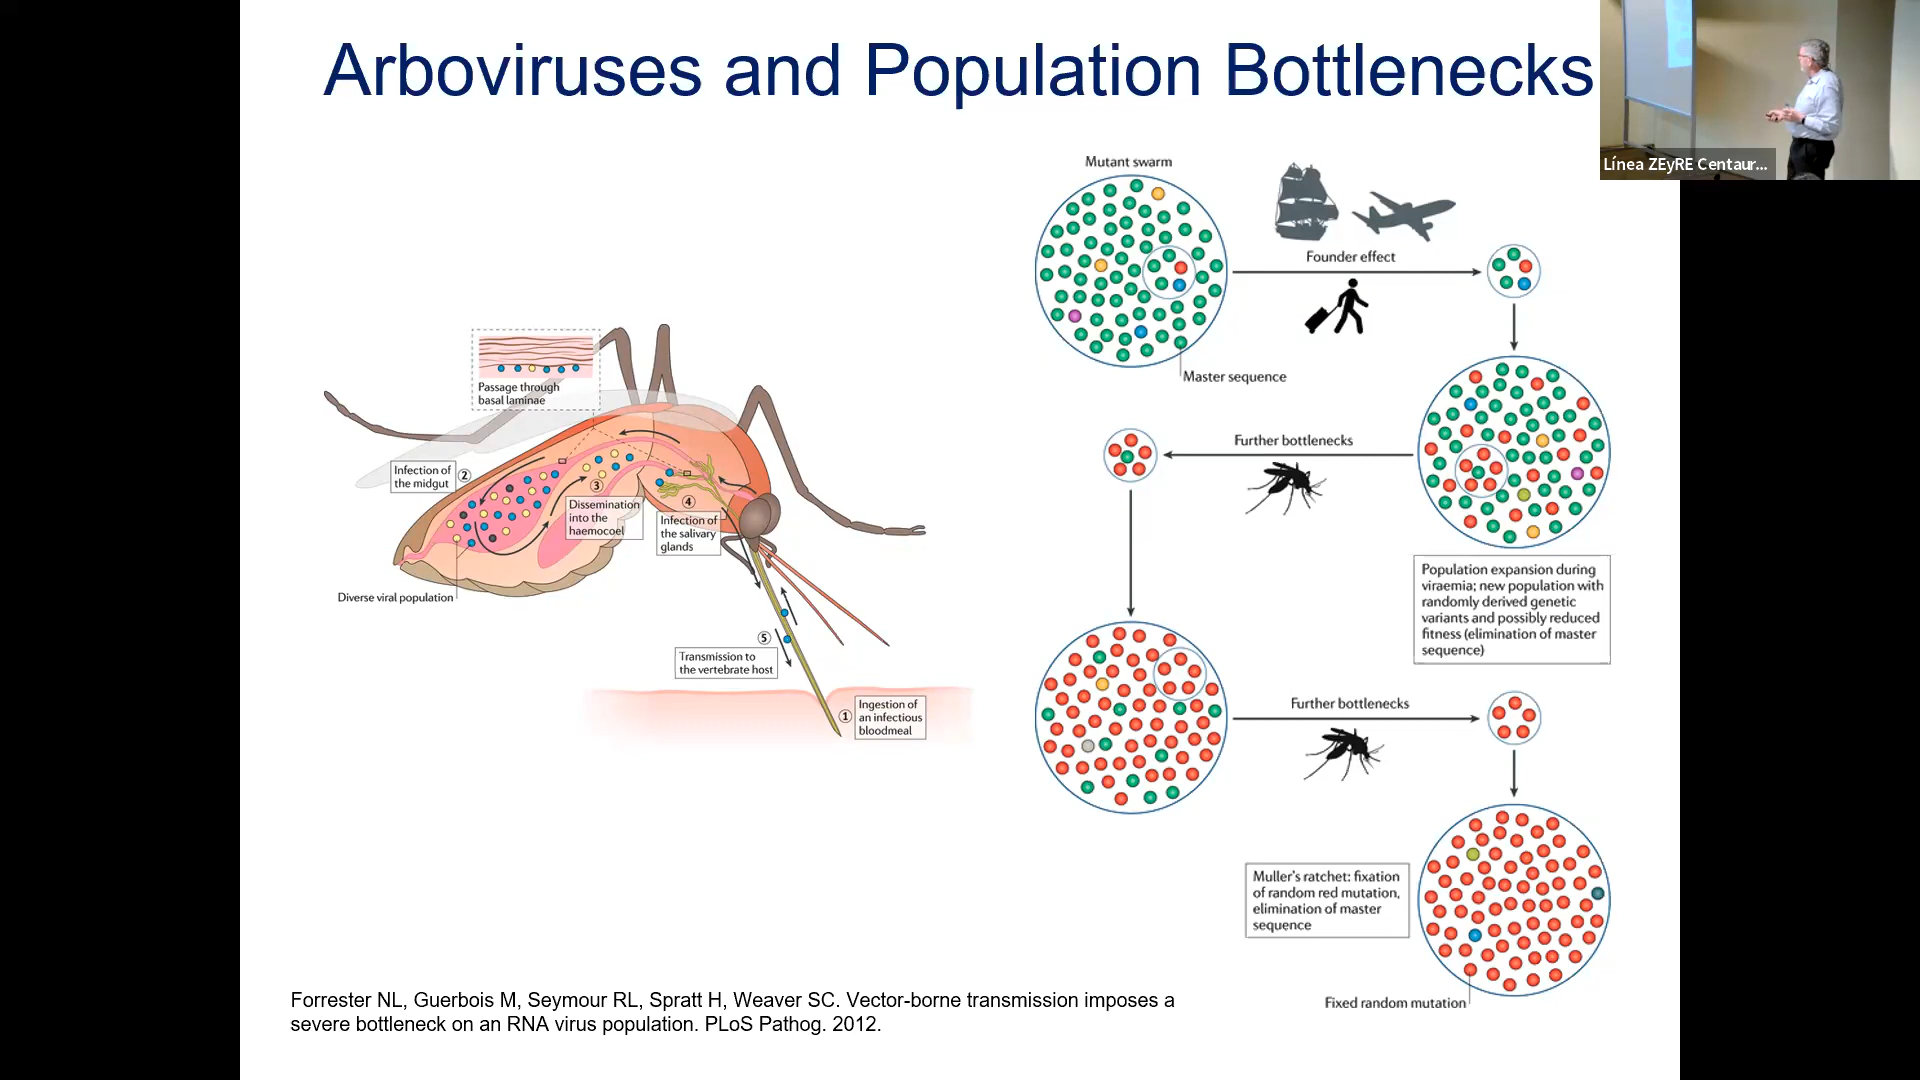 Arboviruses and Population Bottlenecks
Línea ZEyRE Centaur...
Passage through
basal laminae
Infection of
the midgut
②
③
Dissemination
into the
haemocoel
④
Infection of
the salivary
glands
Diverse viral population
⑤
Transmission to
the vertebrate host
①
Ingestion of
an infectious
bloodmeal
Mutant swarm
Founder effect
Master sequence
Further bottlenecks
Population expansion during
viraemia; new population with
randomly derived genetic
variants and possibly reduced
fitness (elimination of master
sequence)
Further bottlenecks
Muller's ratchet: fixation
of random red mutation,
elimination of master
sequence
Fixed random mutation
Forrester NL, Guerbois M, Seymour RL, Spratt H, Weaver SC. Vector-borne transmission imposes a
severe bottleneck on an RNA virus population. PLoS Pathog. 2012.